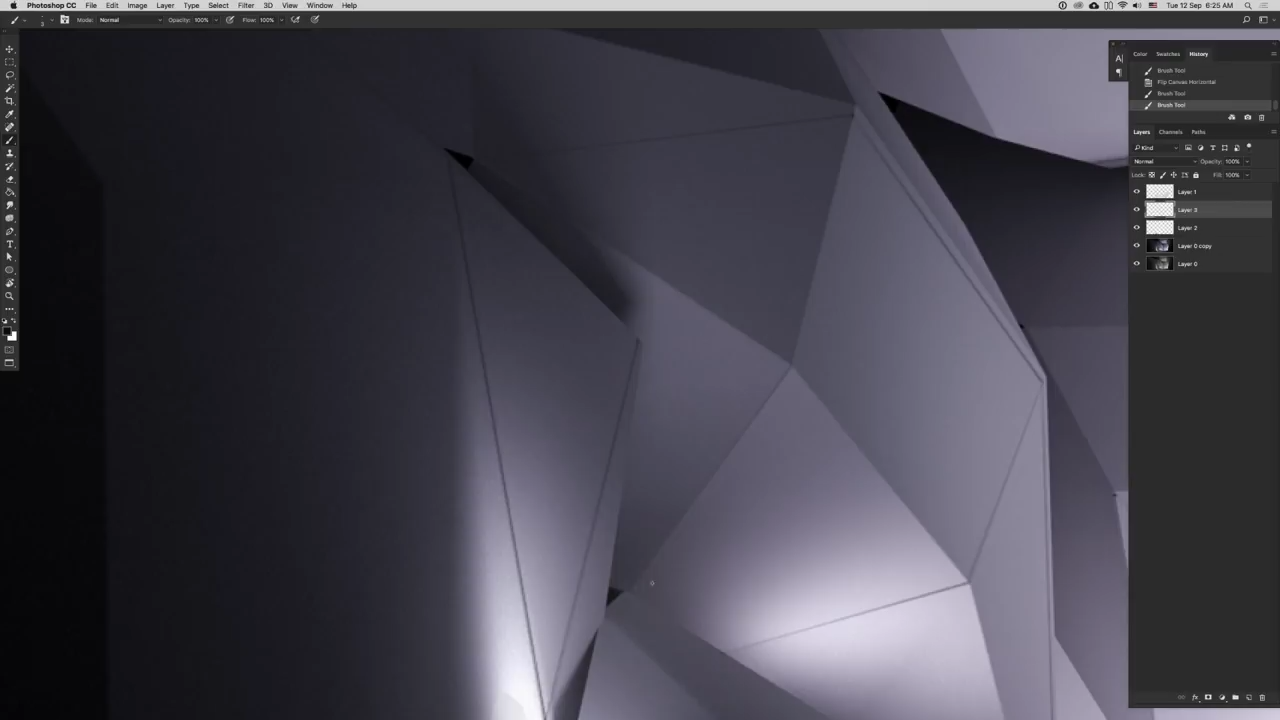 Photoshop CC File Edit Image Layer Type Select Filter 3D View Window Help Tue 12 Sep 6:25 AM
Mode: Normal Opacity: 100% Flow: 100%
Color Swatches History
Brush Tool
Flip Canvas Horizontal
Brush Tool
Brush Tool
Layers Channels Paths
Kind
Normal Opacity: 100%
Lock: Fill: 100%
Layer 1
Layer 3
Layer 2
Layer 0 copy
Layer 0